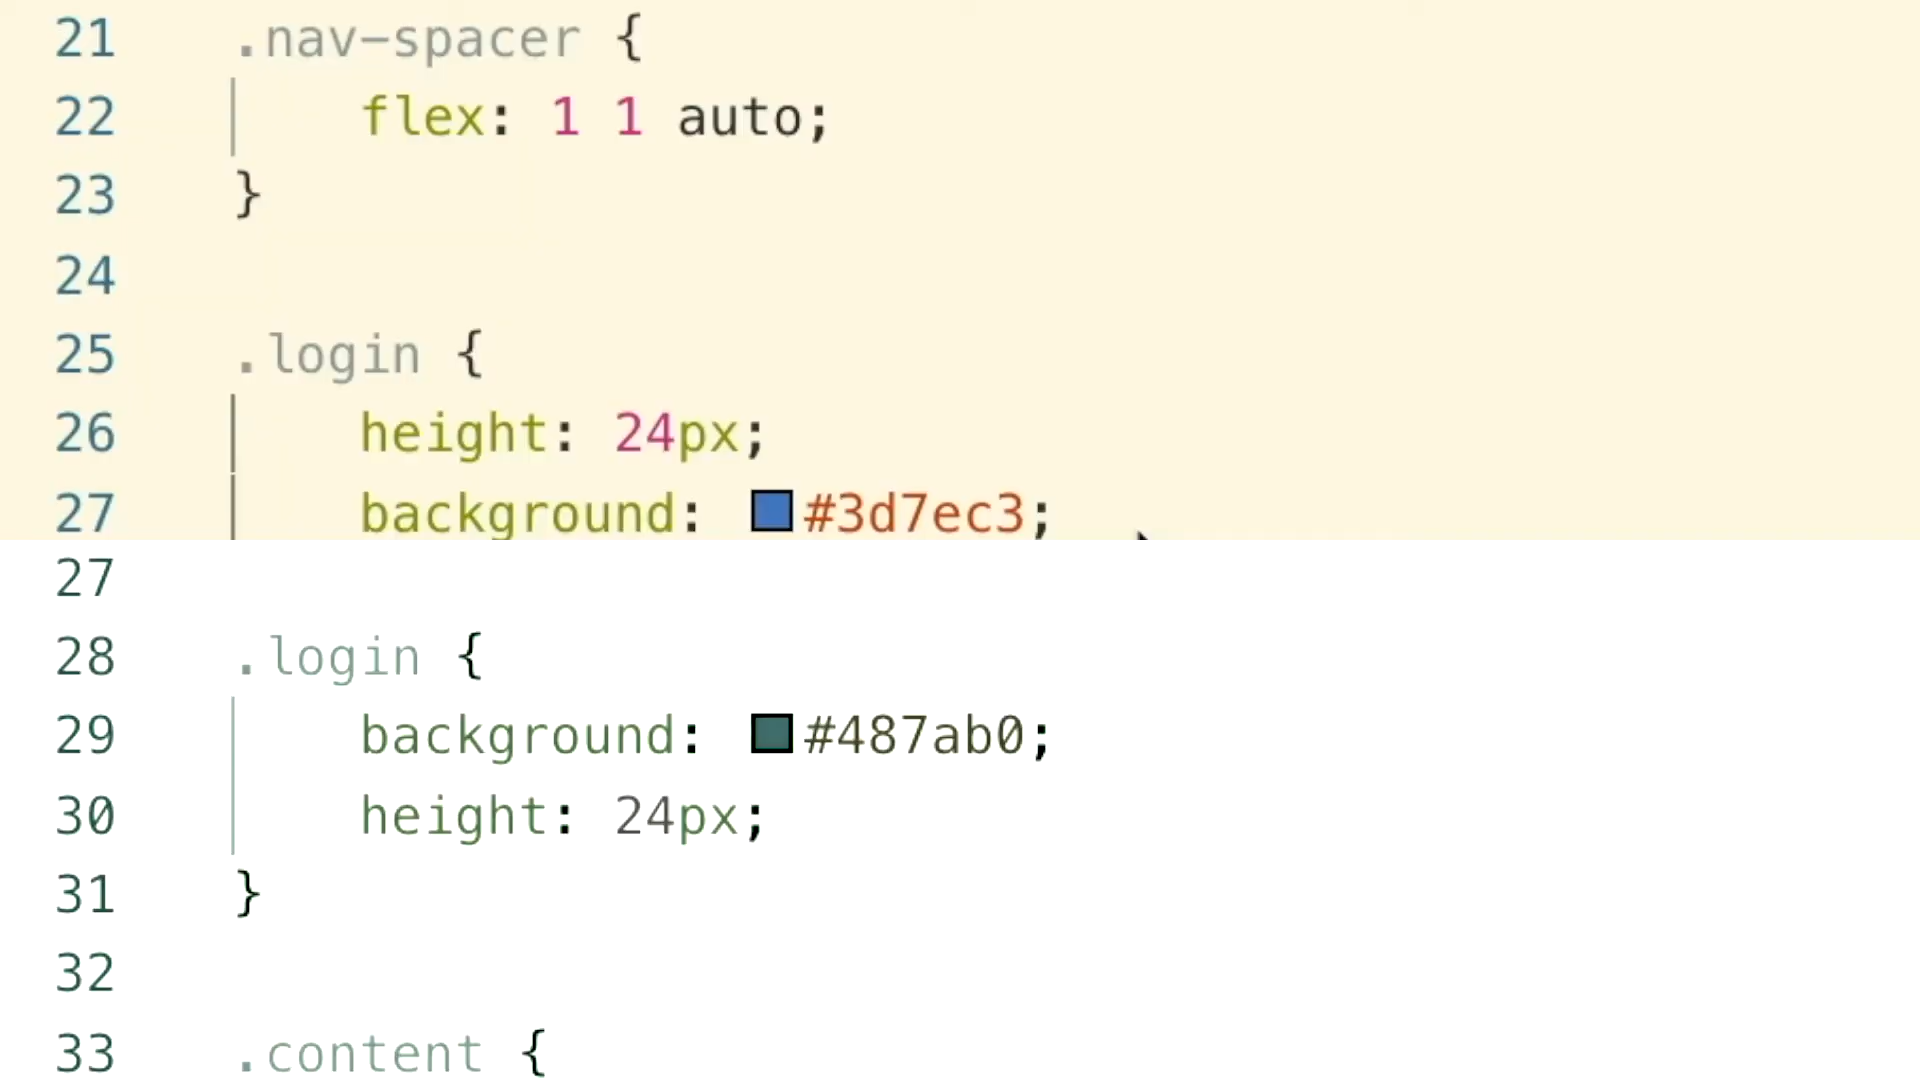 21 .nav-spacer {
22 flex: 1 1 auto;
23 }
24
25 .login {
26 height: 24px;
27 background: #3d7ec3;
27
28 .login {
29 background: #487ab0;
30 height: 24px;
31 }
32
33 .content {